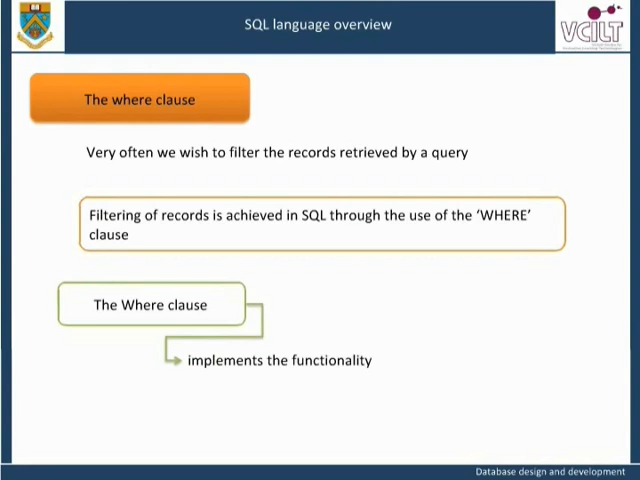 SQL language overview
VCILT
The where clause
Very often we wish to filter the records retrieved by a query
Filtering of records is achieved in SQL through the use of the ‘WHERE’
clause
The Where clause
implements the functionality
Database design and development